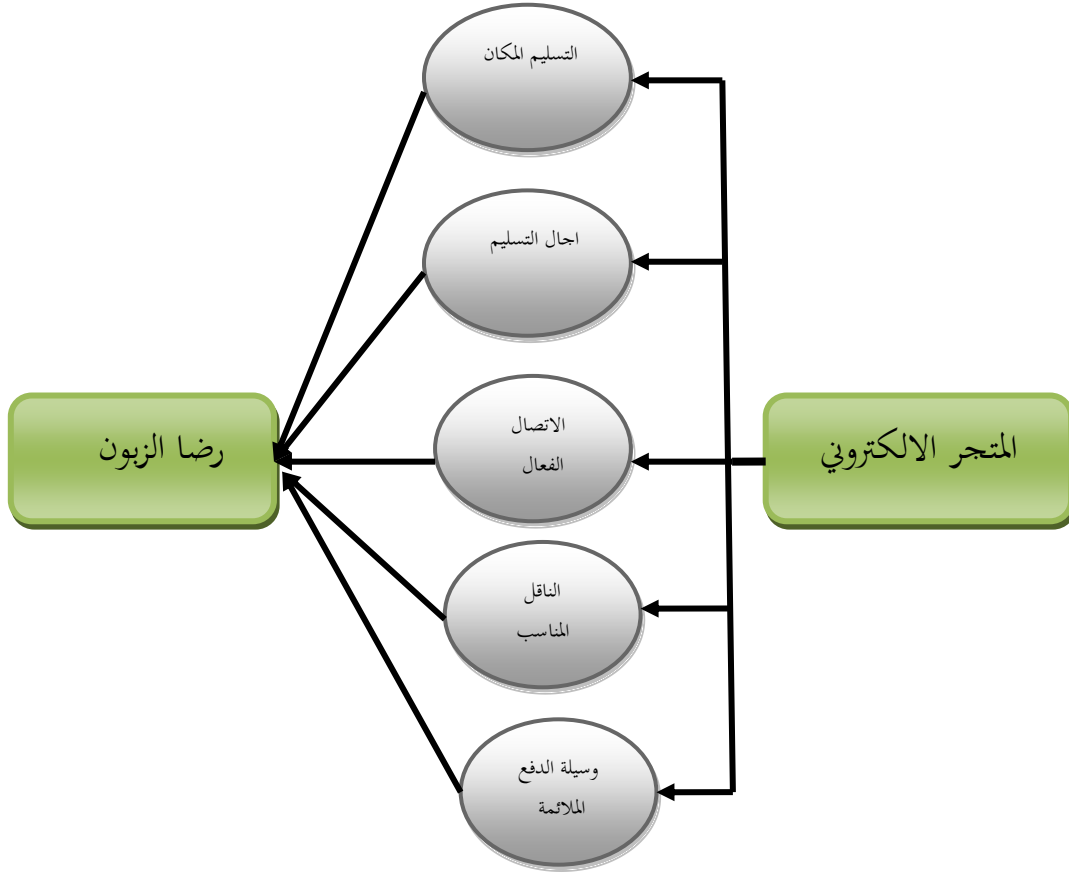 التسليم المكان
اجال التسليم
المتجر الالكتروني
الاتصال
الفعال
رضا الزبون
الناقل
المناسب
وسيلة الدفع
الملائمة